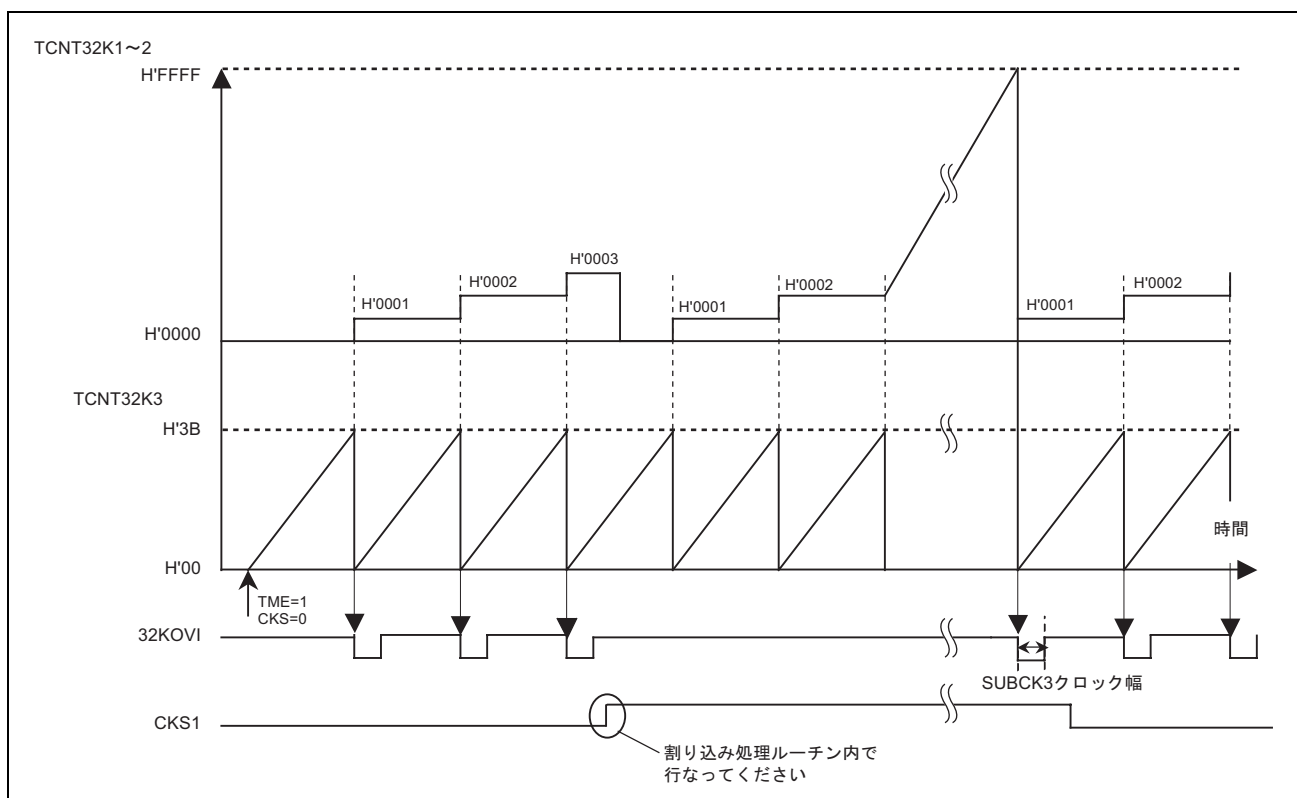 TCNT32K1～2
H'FFFF
H'0003
H'0002
H'0002
H'0002
H'0001
H'0001
H'0001
H'0000
TCNT32K3
H'3B
時間
H'00
TME=1
CKS=0
32KOVI
SUBCK3クロック幅
CKS1
割り込み処理ルーチン内で
行なってください